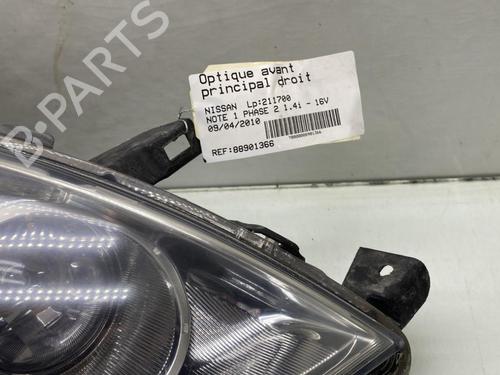 Optique avant
principal droit
NISSAN Lp:211700
NOTE 1 PHASE 2 1.4i - 16V
09/04/2010
REF:88901366